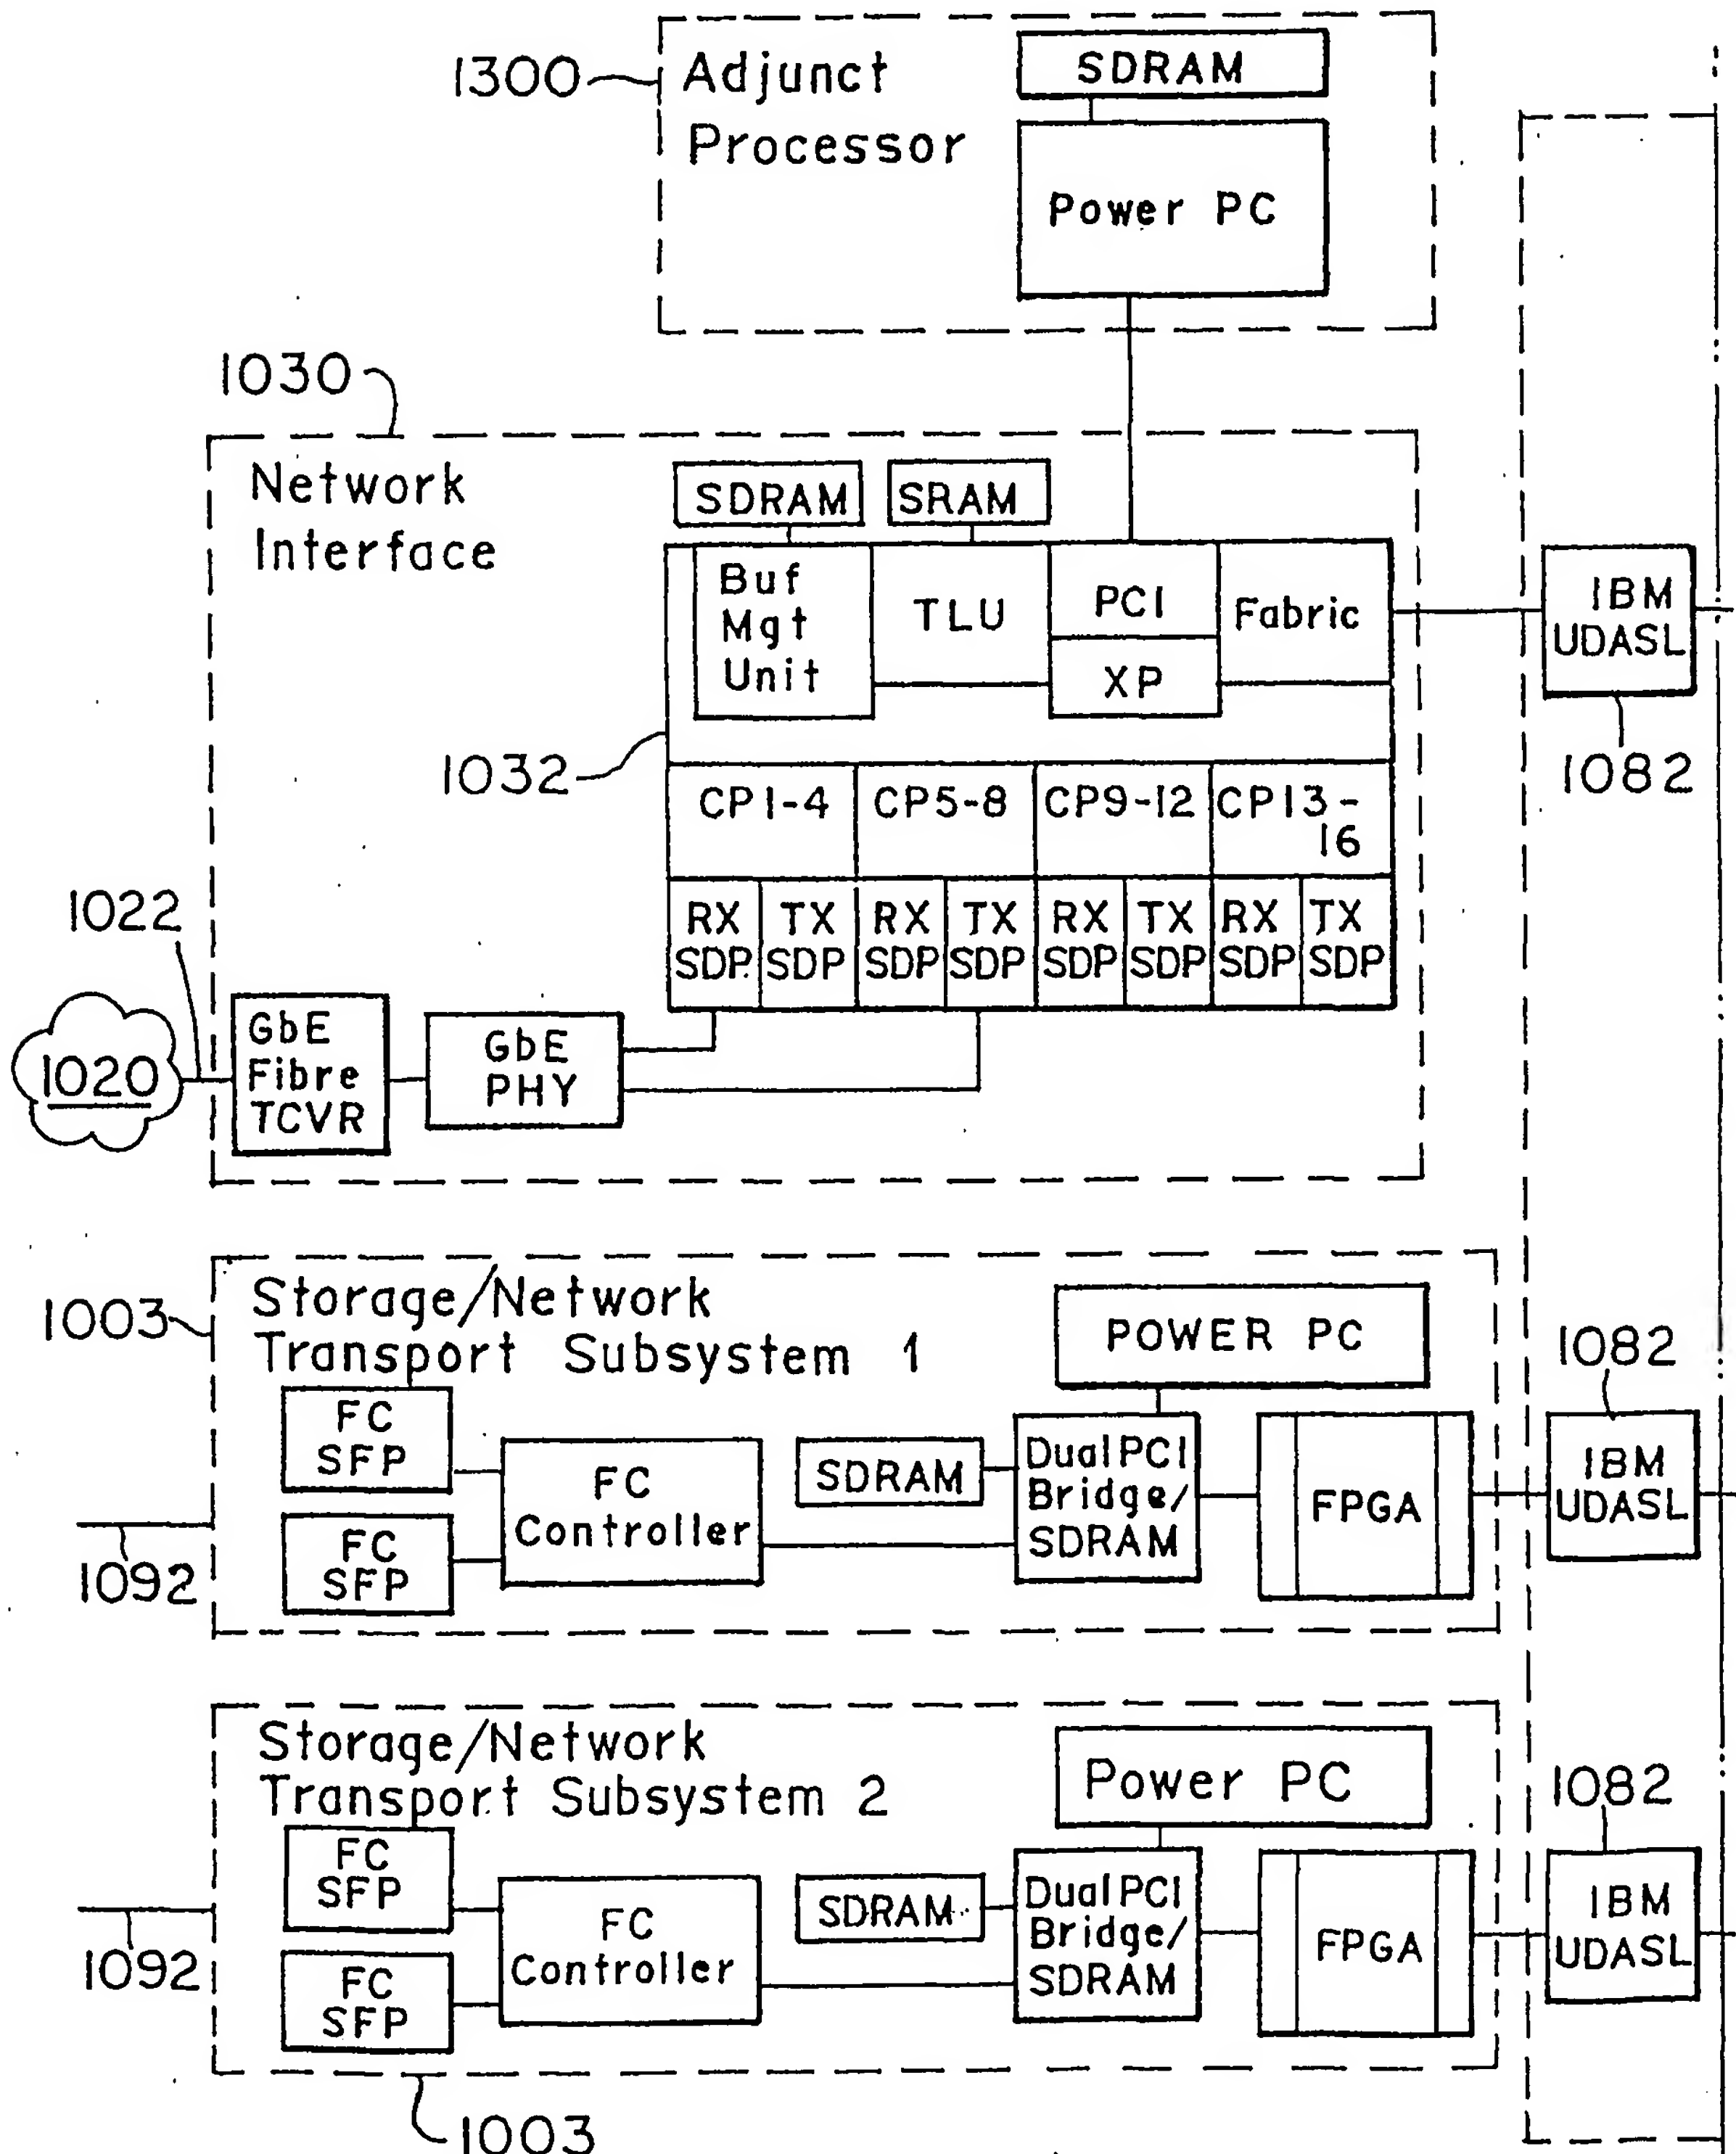 1300
Adjunct
Processor
SDRAM
Power PC
1030
Network
Interface
SDRAM
SRAM
Buf
Mgt
Unit
TLU
PCI
XP
Fabric
IBM
UDASL
1082
1032
CP1-4
CP5-8
CP9-12
CP13-
16
RX
SDP
TX
SDP
RX
SDP
TX
SDP
RX
SDP
TX
SDP
RX
SDP
TX
SDP
1022
1020
GbE
Fibre
TCVR
GbE
PHY
1003
Storage/Network
Transport Subsystem 1
POWER PC
1082
FC
SFP
FC
SFP
1092
FC
Controller
SDRAM
Dual PCI
Bridge/
SDRAM
FPGA
IBM
UDASL
Storage/Network
Transport Subsystem 2
Power PC
1082
FC
SFP
FC
SFP
1092
FC
Controller
SDRAM
Dual PCI
Bridge/
SDRAM
FPGA
IBM
UDASL
1003